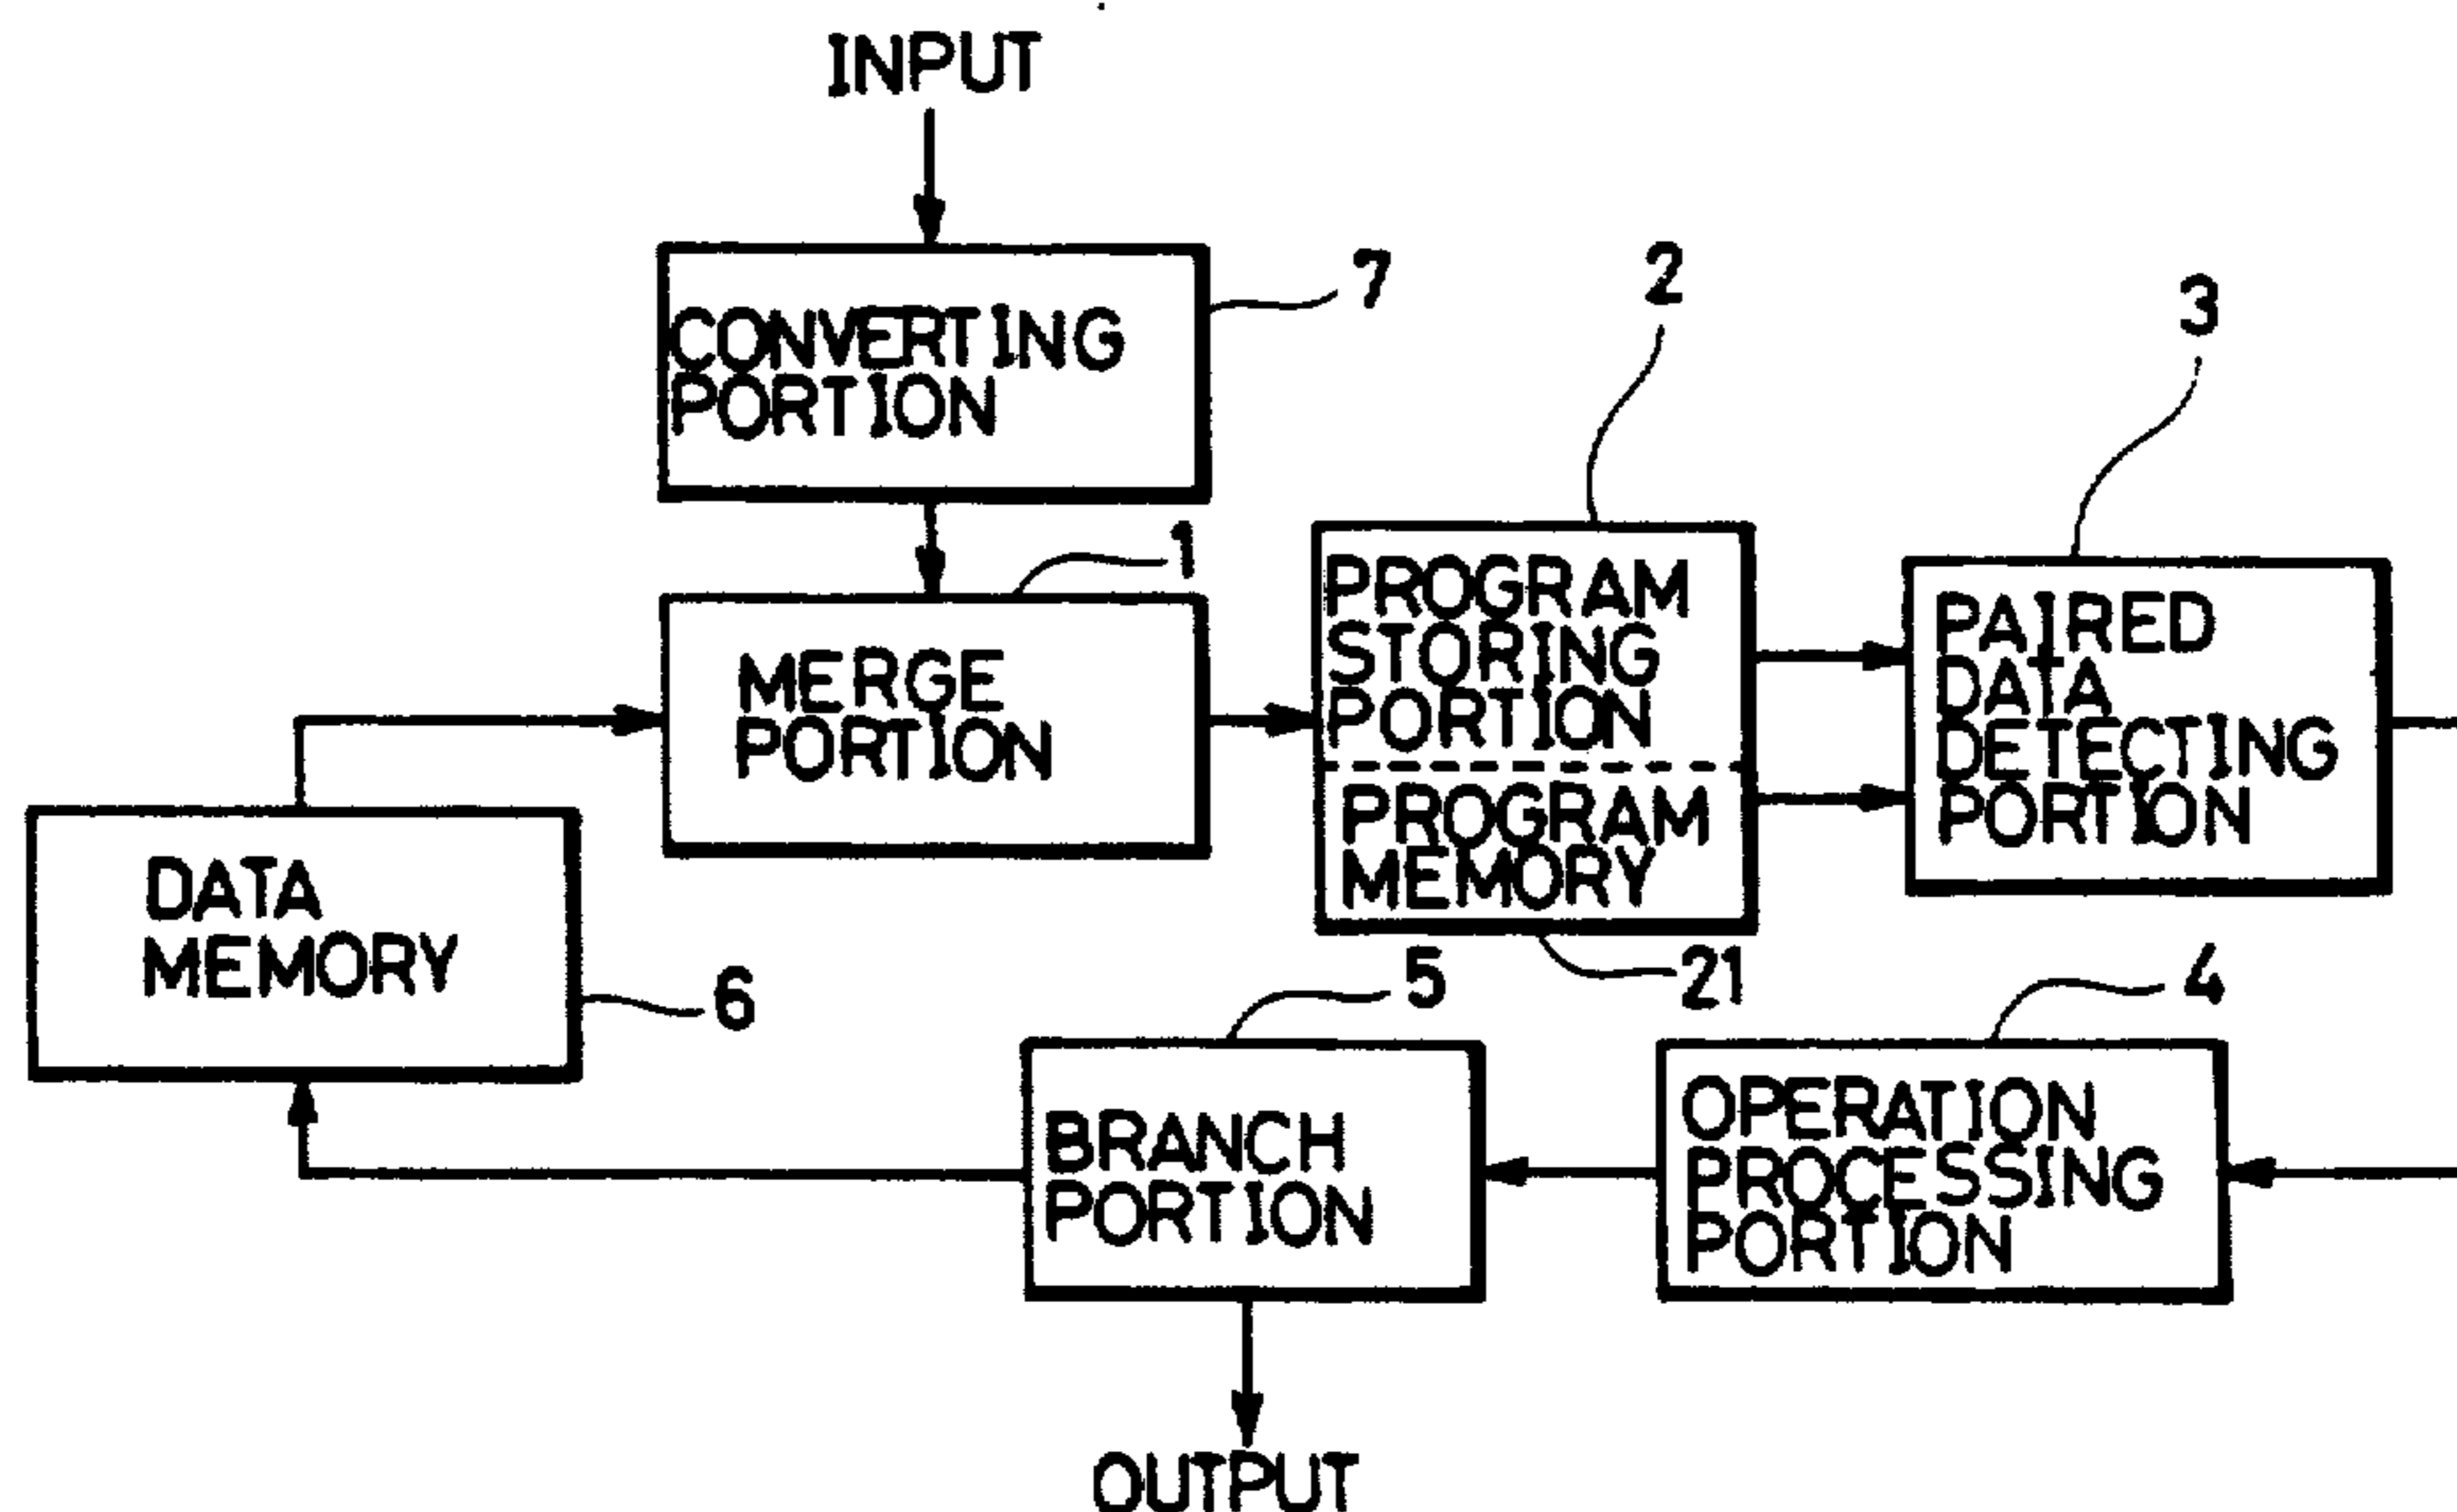 INPUT
7
2
3
CONVERTING
PORTION
1
MERGE
PORTION
PROGRAM
STORING
PORTION
PROGRAM
MEMORY
PAIRED
DATA
DETECTING
PORTION
DATA
MEMORY
6
5
21
4
BRANCH
PORTION
OPERATION
PROCESSING
PORTION
OUTPUT